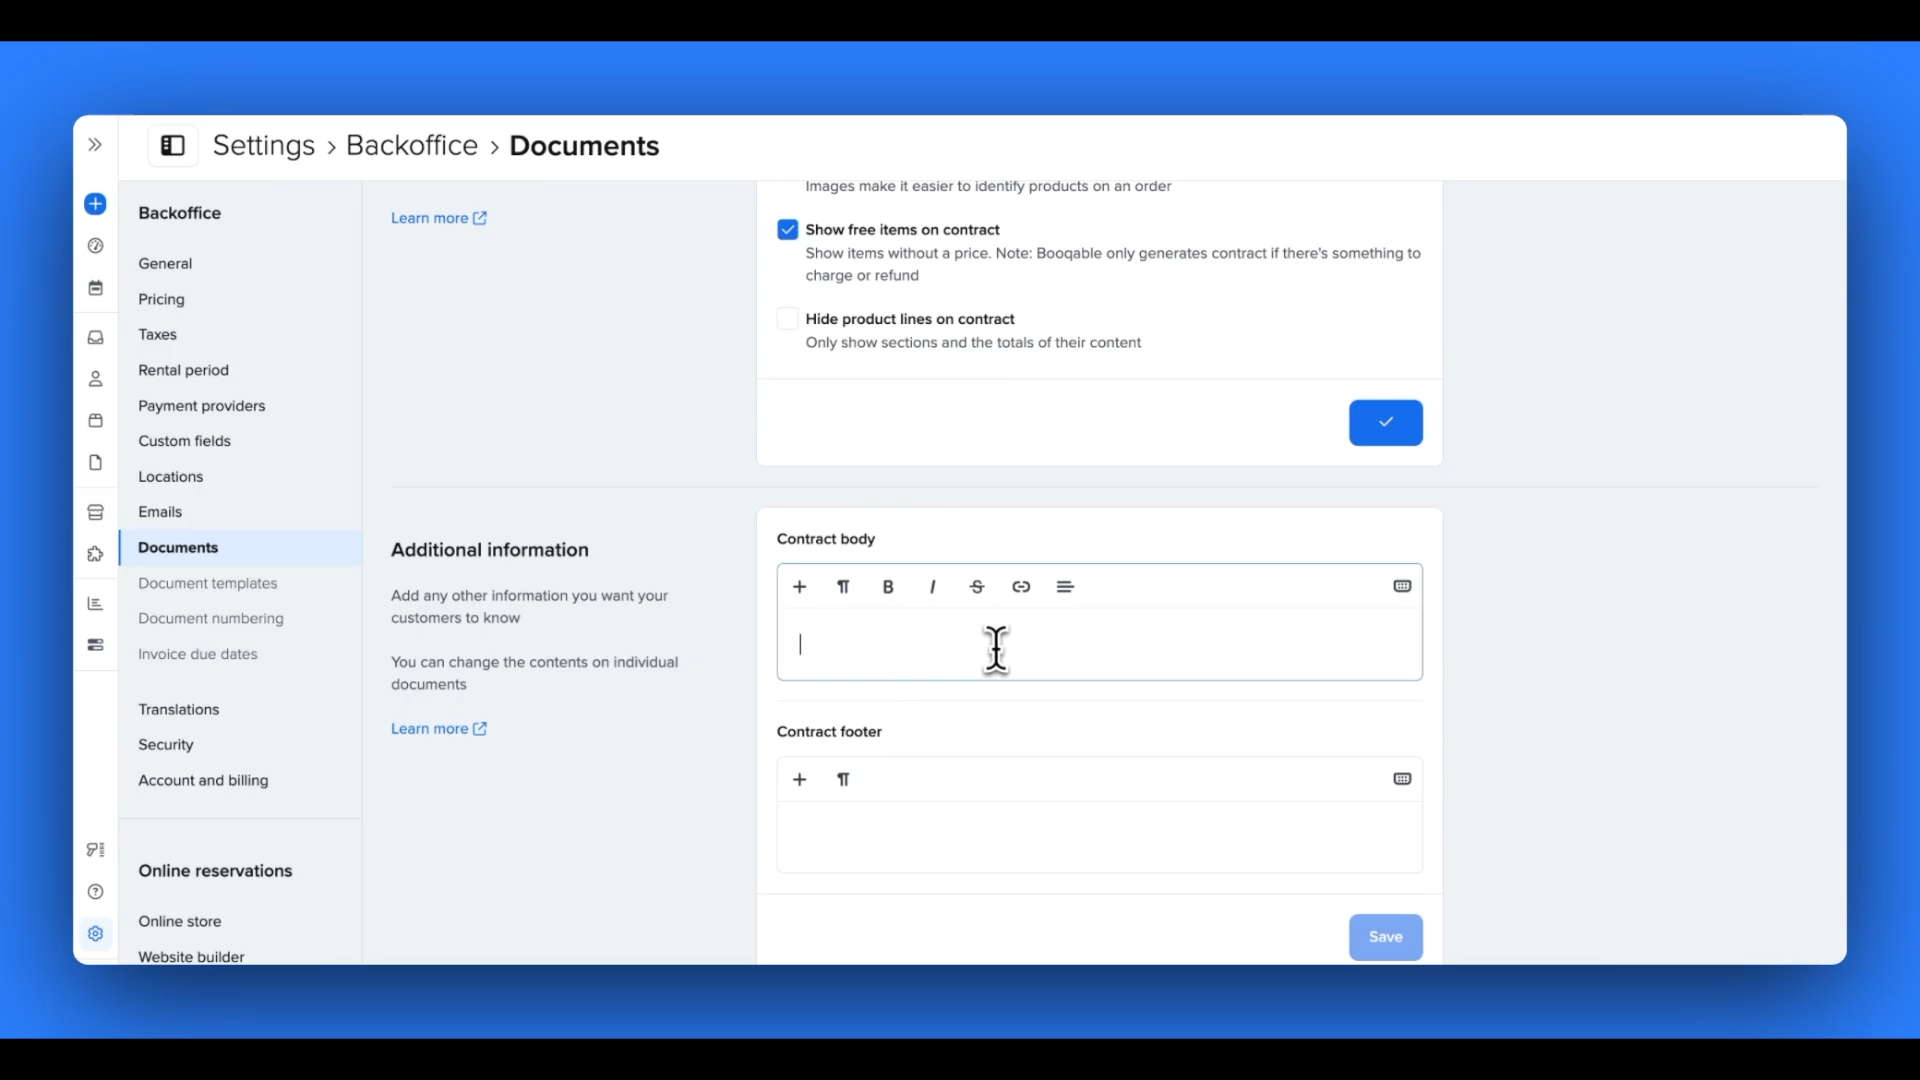 Settings › Backoffice › Documents
Backoffice
General
Pricing
Taxes
Rental period
Payment providers
Custom fields
Locations
Emails
Documents
Document templates
Document numbering
Invoice due dates
Translations
Security
Account and billing
Online reservations
Online store
Website builder
Learn more
Images make it easier to identify products on an order
Show free items on contract
Show items without a price. Note: Booqable only generates contract if there's something to
charge or refund
Hide product lines on contract
Only show sections and the totals of their content
Additional information
Add any other information you want your
customers to know
You can change the contents on individual
documents
Learn more
Contract body
B I S
Contract footer
Save